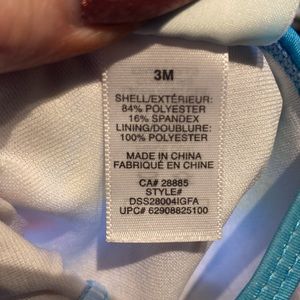 3M
SHELL/EXTÉRIEUR:
84% POLYESTER
16% SPANDEX
LINING/DOUBLURE:
100% POLYESTER
MADE IN CHINA
FABRIQUÉ EN CHINE
CA# 28885
STYLE#
DSS28004IGFA
UPC# 62908825100